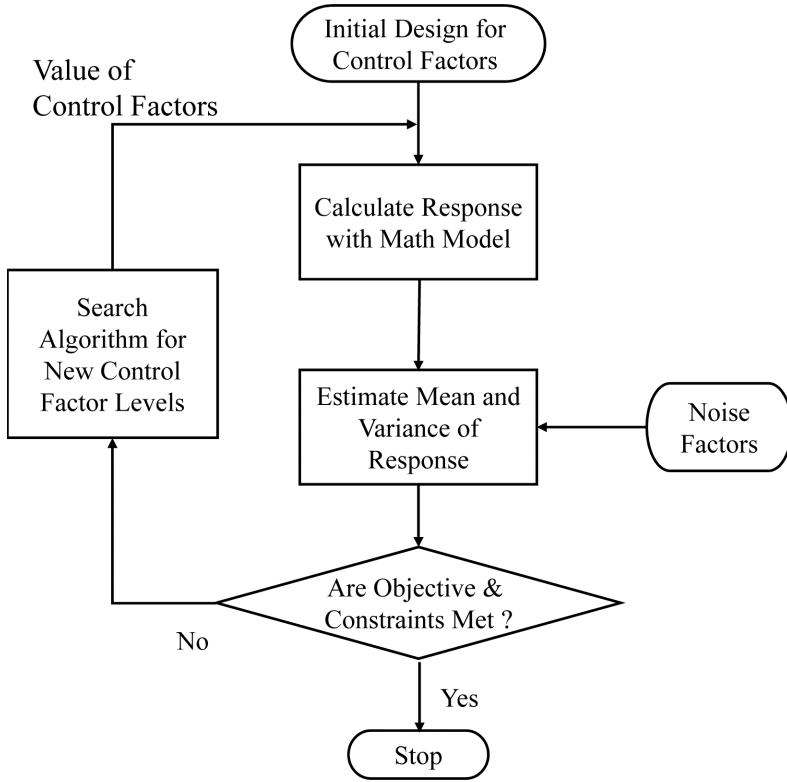 Initial Design for
Control Factors
Value of
Control Factors
Calculate Response
with Math Model
Search
Algorithm for
New Control
Factor Levels
Estimate Mean and
Variance of
Response
Noise
Factors
Are Objective &
Constraints Met ?
No
Yes
Stop